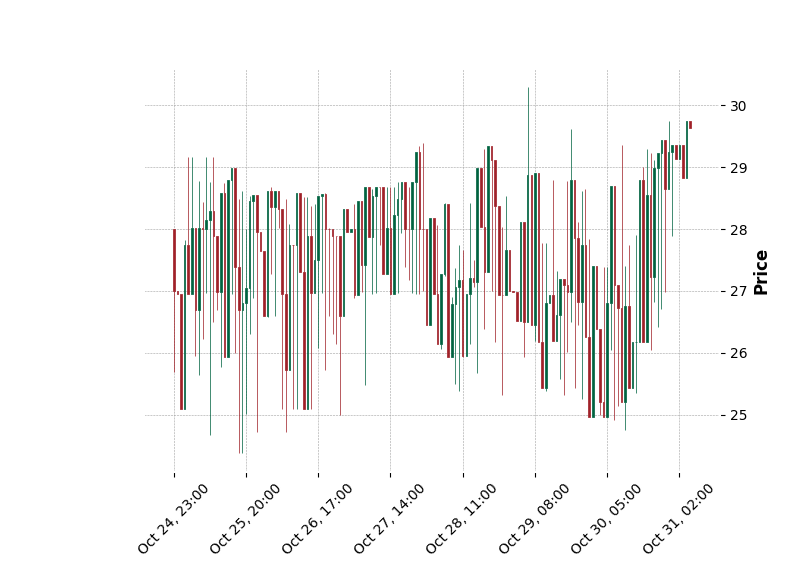 30
29
28
27
26
25
Price
Oct 24, 23:00
Oct 25, 20:00
Oct 26, 17:00
Oct 27, 14:00
Oct 28, 11:00
Oct 29, 08:00
Oct 30, 05:00
Oct 31, 02:00